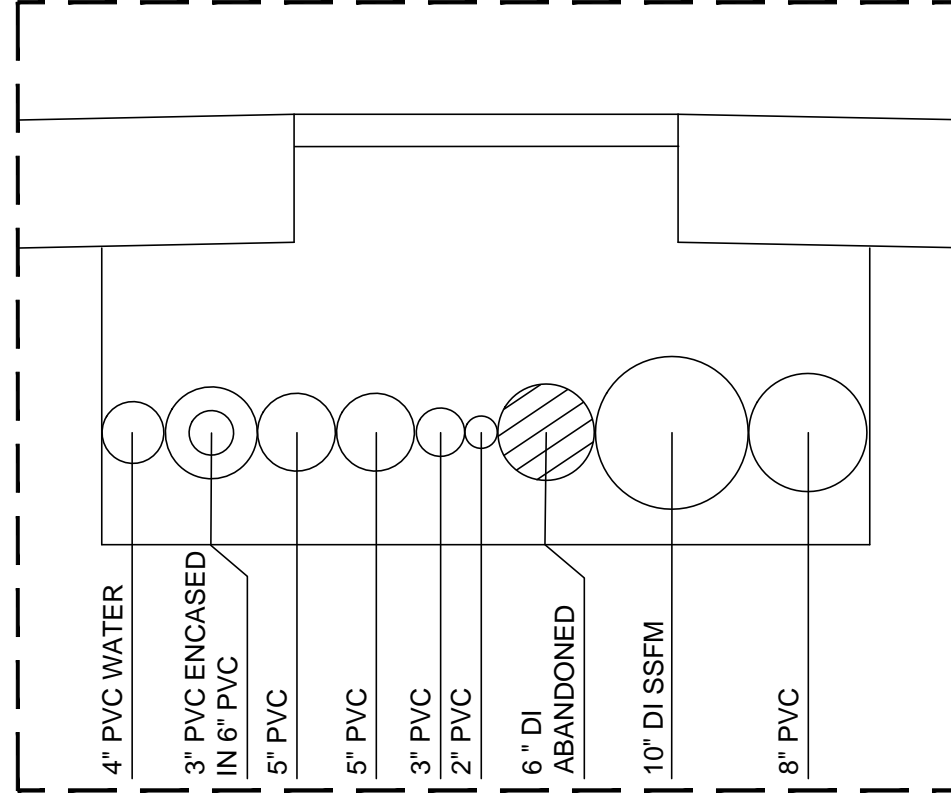 4" PVC WATER
3" PVC ENCASED
IN 6" PVC
5" PVC
5" PVC
3" PVC
2" PVC
6 " DI
ABANDONED
10" DI SSFM
8" PVC